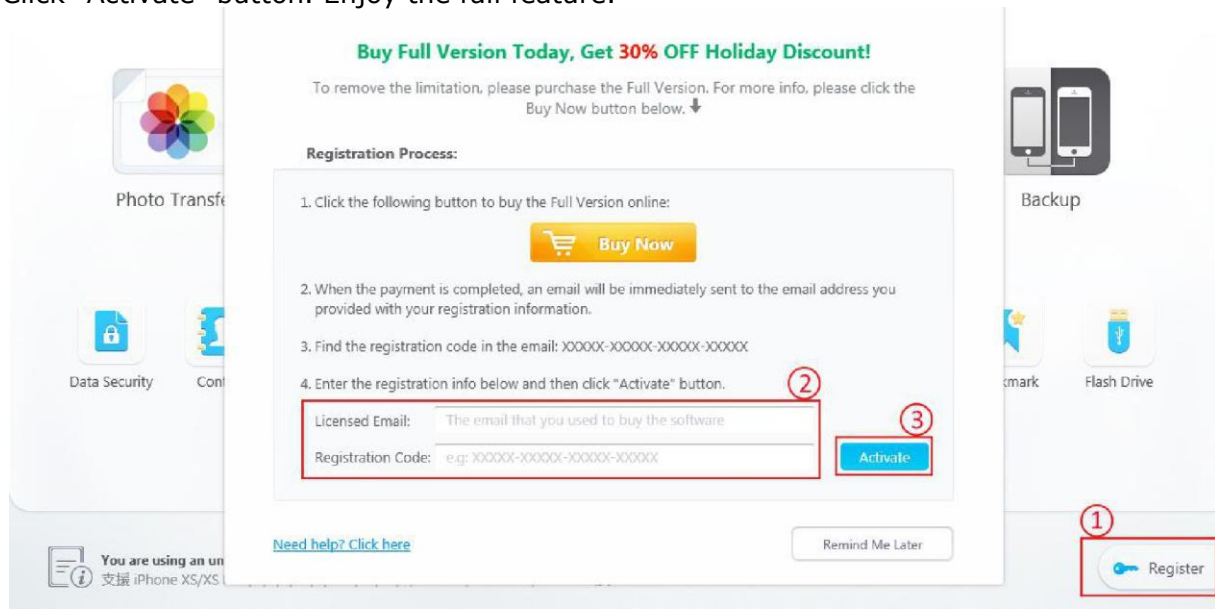 Click "Activate" button. Enjoy the full feature.
Buy Full Version Today, Get 30% OFF Holiday Discount!
To remove the limitation, please purchase the Full Version. For more info, please click the
Buy Now button below.
Registration Process:
Photo Transfe
Backup
1. Click the following button to buy the Full Version online:
Buy Now
2. When the payment is completed, an email will be immediately sent to the email address you
provided with your registration information.
3. Find the registration code in the email: XXXXX-XXXXX-XXXXX-XXXXX
Data Security
Con
kmark
Flash Drive
4. Enter the registration info below and then click "Activate" button.
②
Licensed Email: The email that you used to buy the software
③
Registration Code: e.g: XXXXX-XXXXX-XXXXX-XXXXX
Activate
①
Need help? Click here
Remind Me Later
You are using an un
支援 iPhone XS/XS
Register